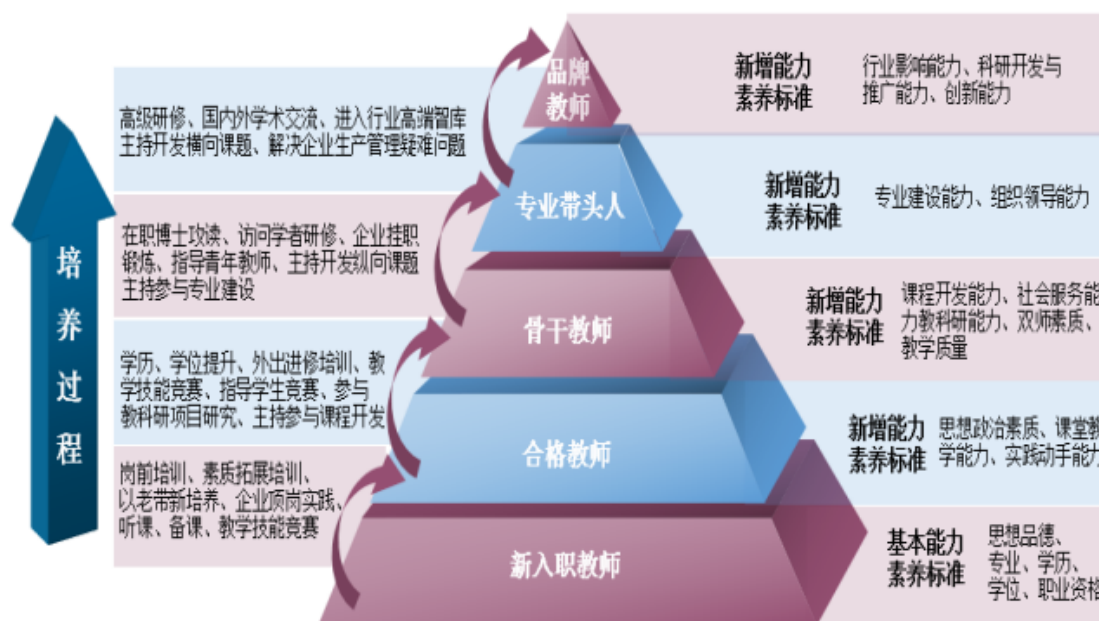 培
养
过
程
高级研修、国内外学术交流、进入行业高端智库
主持开发横向课题、解决企业生产管理疑难问题
在职博士攻读、访问学者研修、企业挂职
锻炼、指导青年教师、主持开发纵向课题
主持参与专业建设
学历、学位提升、外出进修培训、教
学技能竞赛、指导学生竞赛、参与
教科研项目研究、主持参与课程开发
岗前培训、素质拓展培训、
以老带新培养、企业顶岗实践、
听课、备课、教学技能竞赛
品牌
教师
专业带头人
骨干教师
合格教师
新入职教师
新增能力
素养标准
行业影响能力、科研开发与
推广能力、创新能力
新增能力
素养标准
专业建设能力、组织领导能力
新增能力
素养标准
课程开发能力、社会服务能
力教科研能力、双师素质、
教学质量
新增能力
素养标准
思想政治素质、课堂教
学能力、实践动手能力
基本能力
素养标准
思想品德、
专业、学历、
学位、职业资格